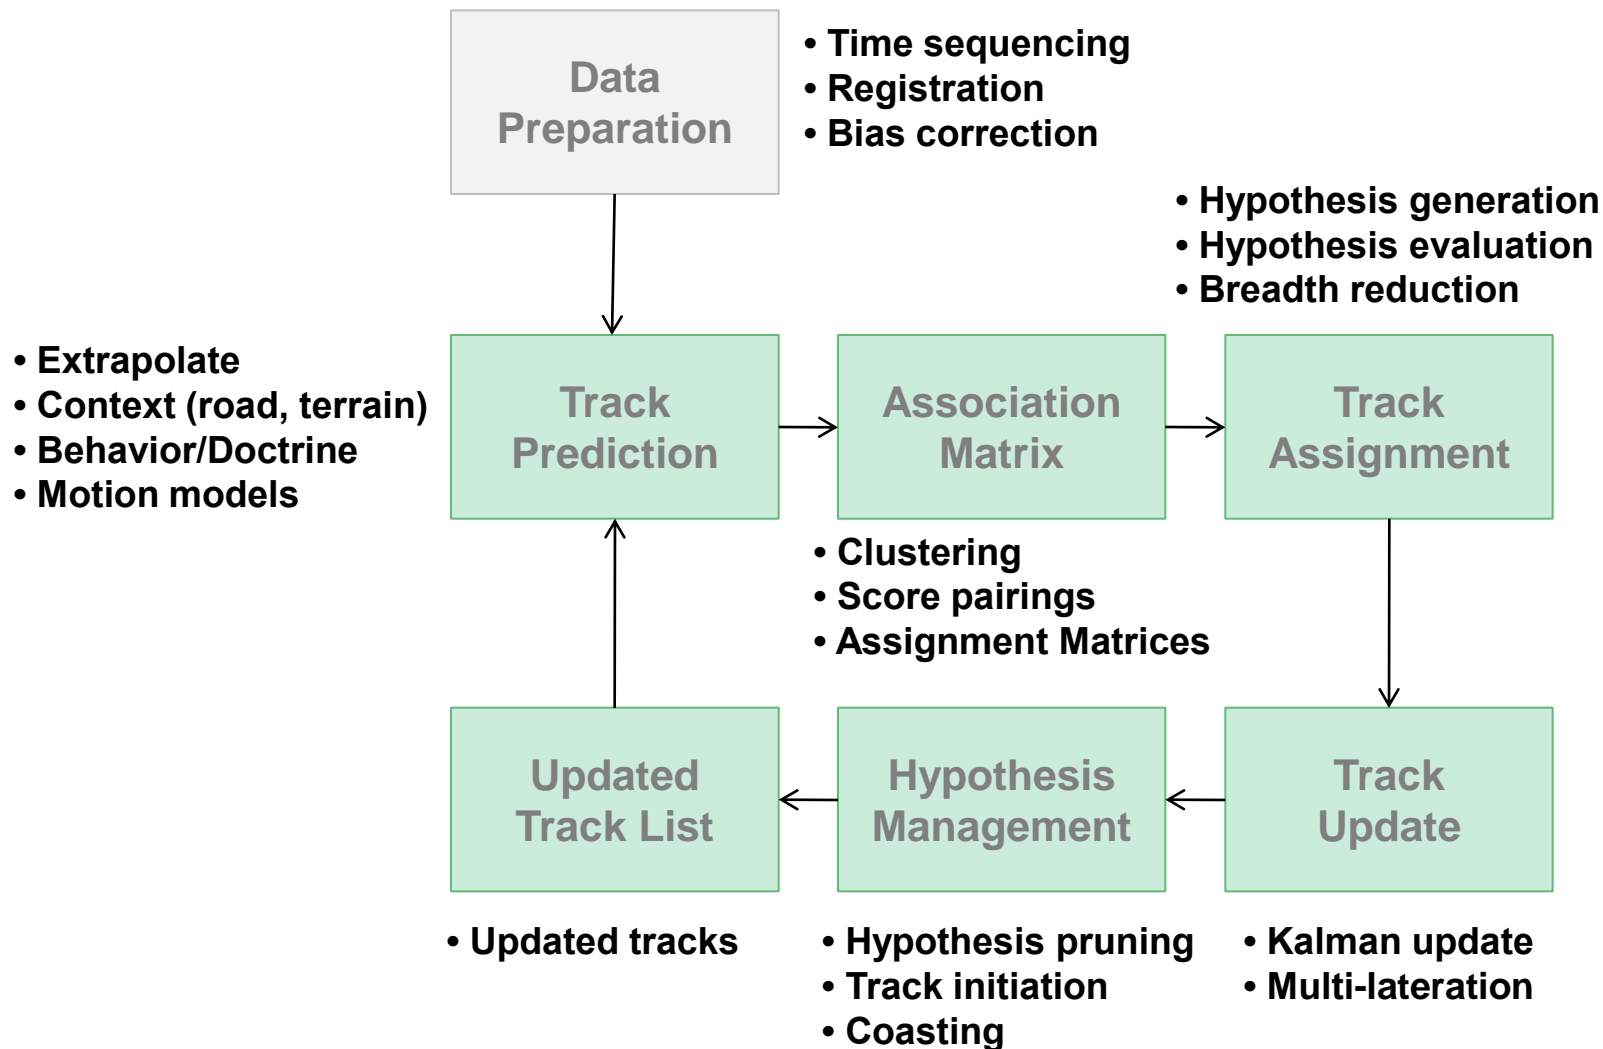 Data
Preparation
• Time sequencing
• Registration
• Bias correction
• Hypothesis generation
• Hypothesis evaluation
• Breadth reduction
• Extrapolate
• Context (road, terrain)
• Behavior/Doctrine
• Motion models
Track
Prediction
Association
Matrix
Track
Assignment
• Clustering
• Score pairings
• Assignment Matrices
Updated
Track List
Hypothesis
Management
Track
Update
• Updated tracks
• Hypothesis pruning
• Track initiation
• Coasting
• Kalman update
• Multi-lateration